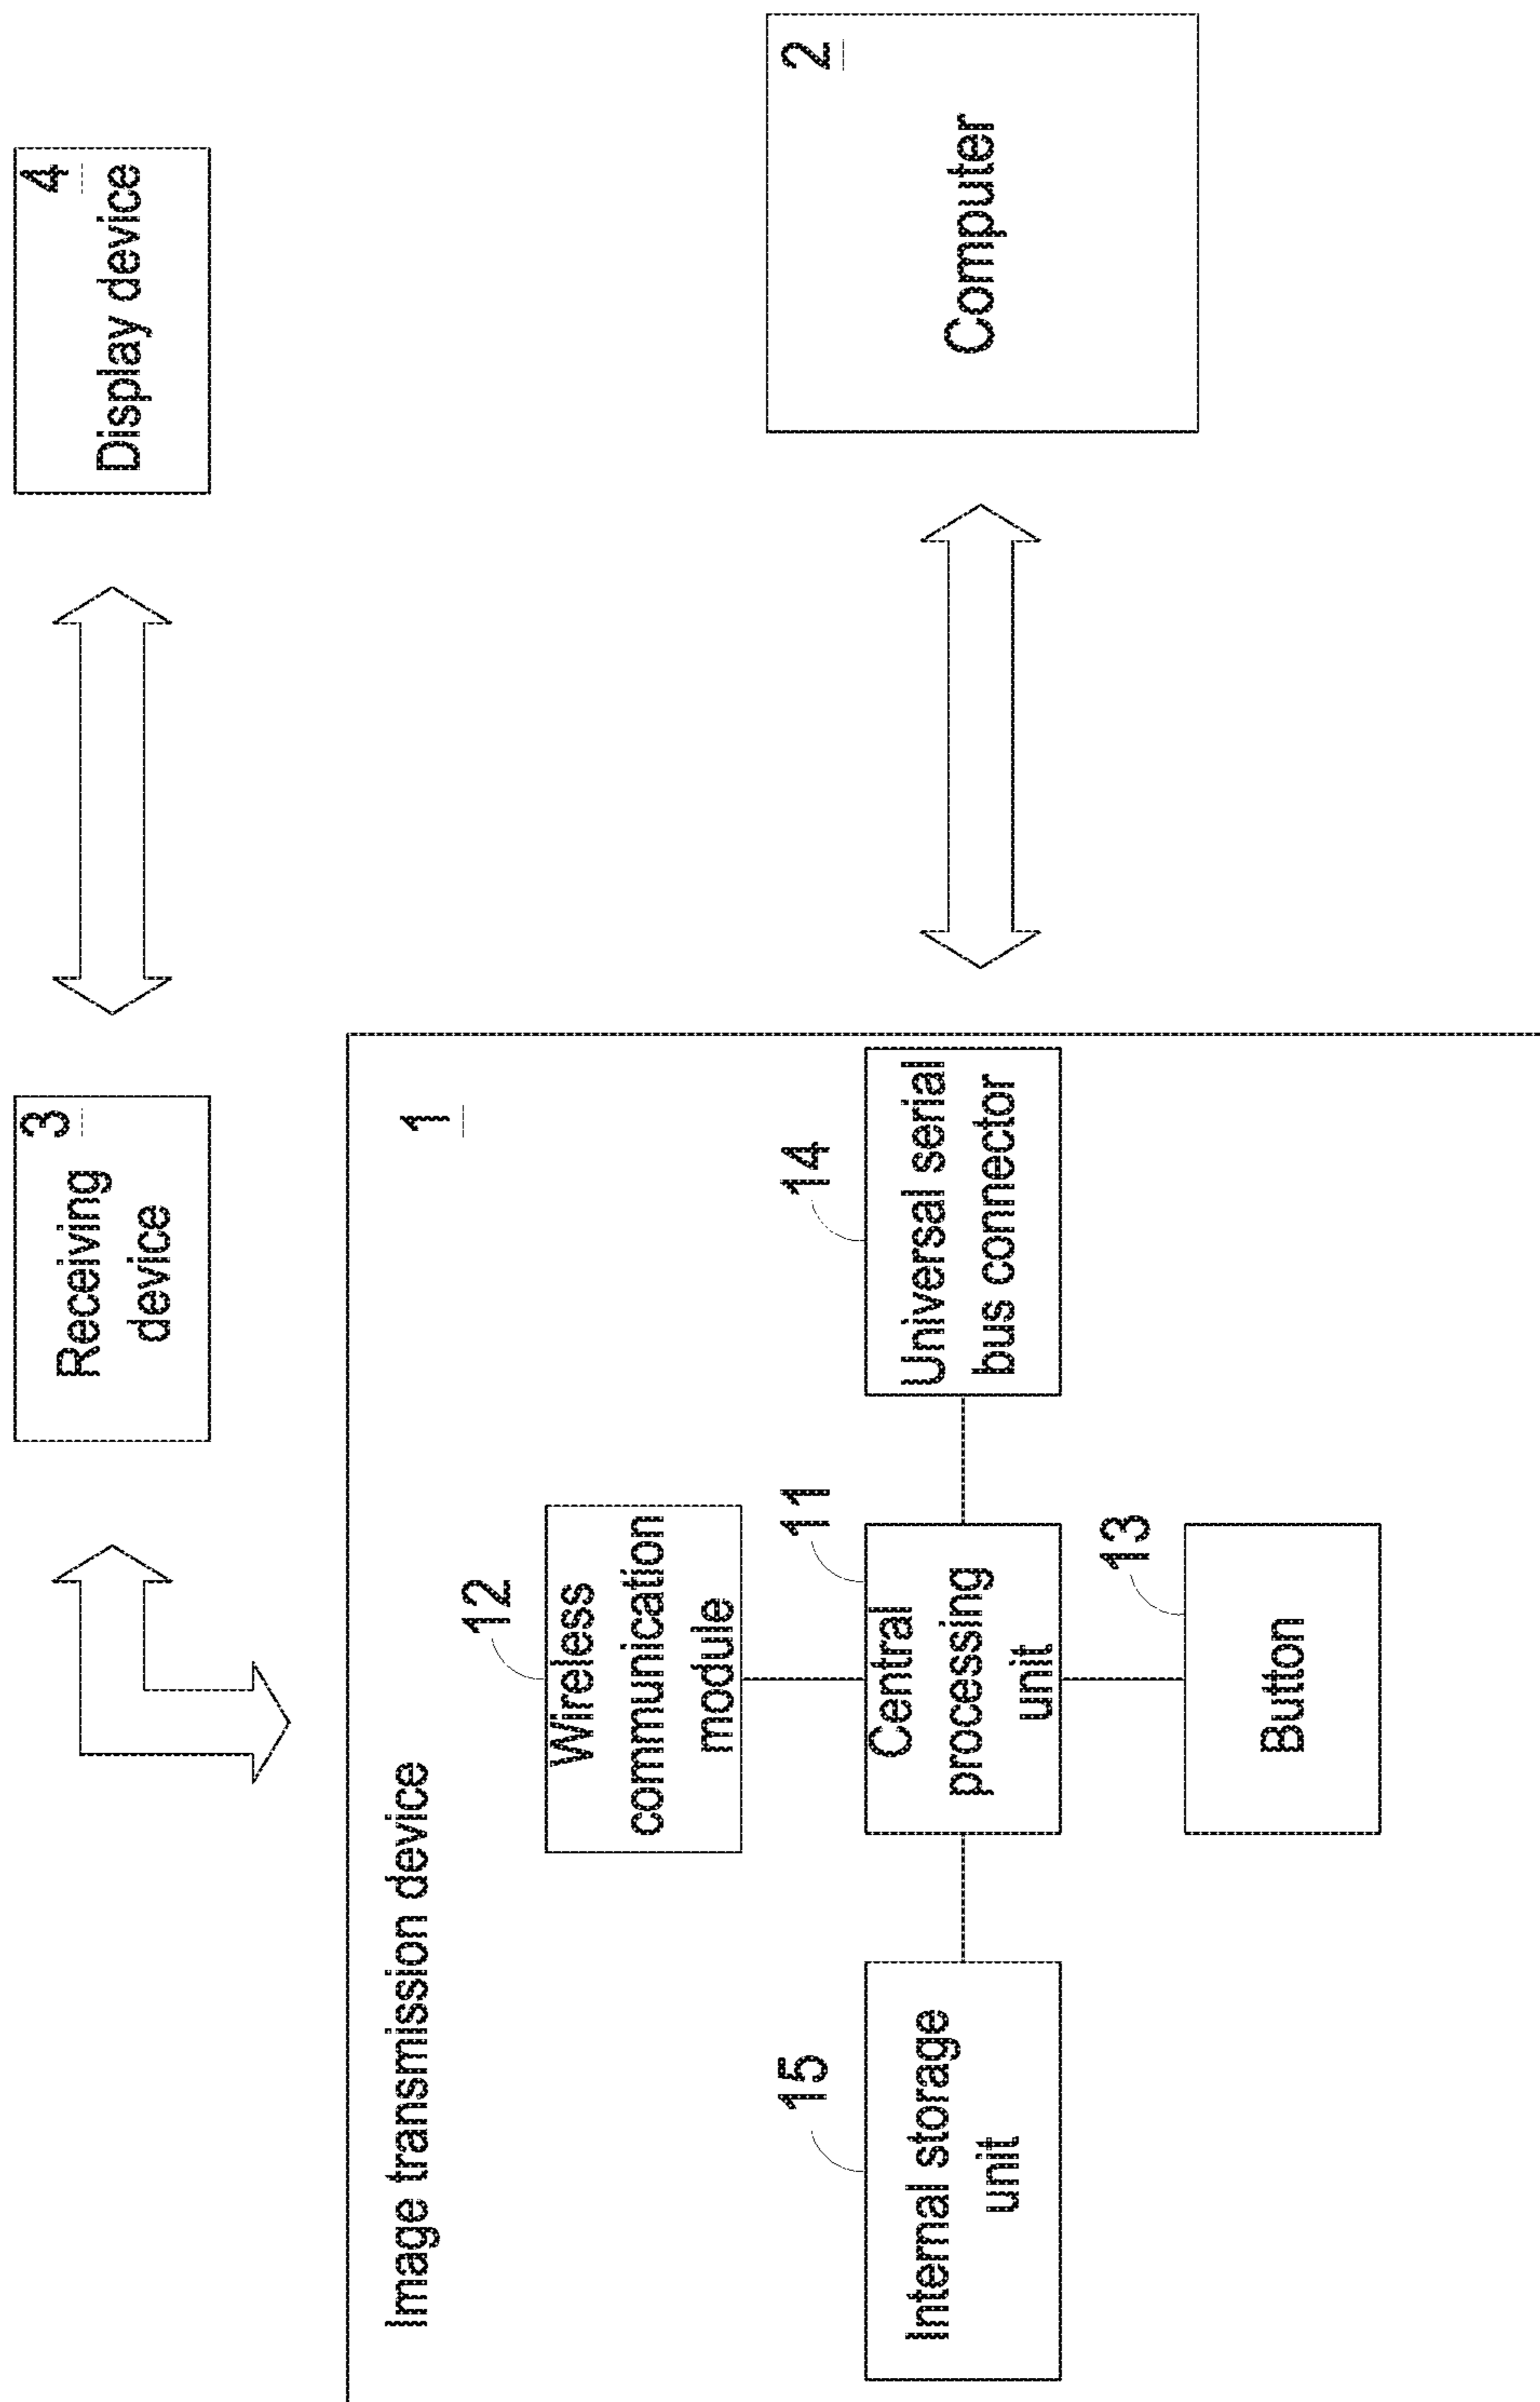 3
Receiving
device
4
Display device
Image transmission device
1
12
Wireless
communication
module
2
Computer
15
Internal storage
unit
11
Central
processing
unit
14
Universal serial
bus connector
13
Button